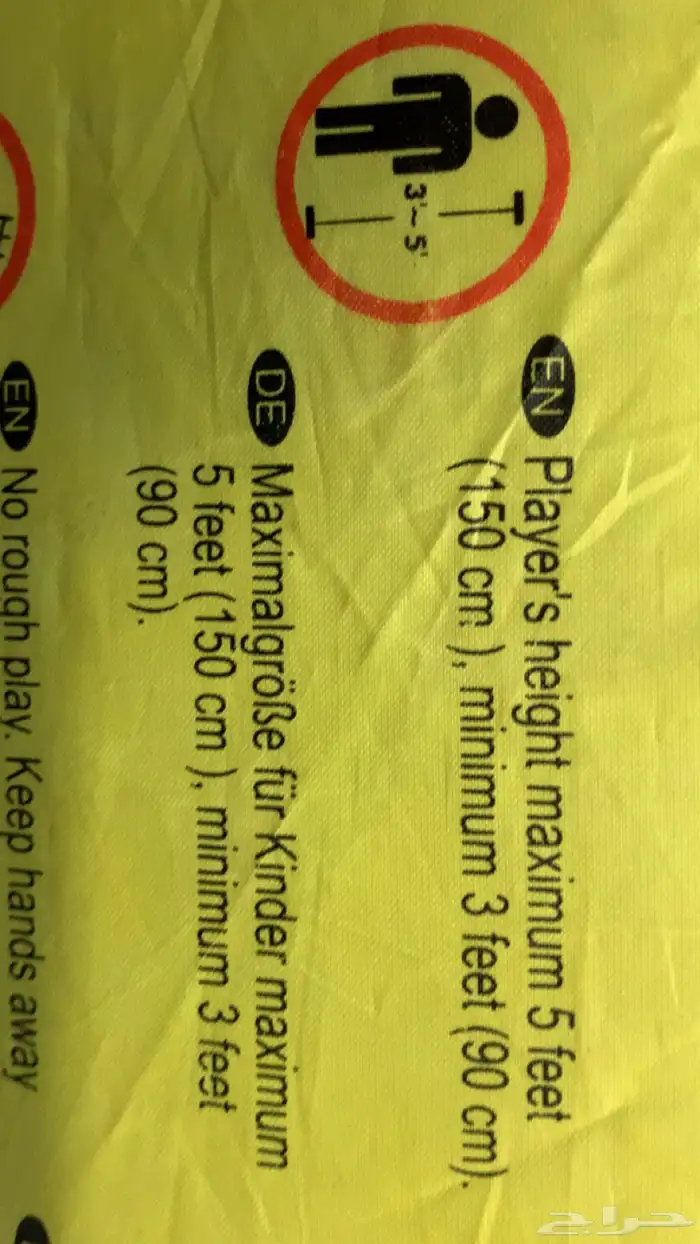 3'~ 5'
EN Player's height maximum 5 feet
(150 cm ), minimum 3 feet (90 cm).
DE Maximalgröße für Kinder maximum
5 feet (150 cm ), minimum 3 feet
(90 cm).
EN No rough play. Keep hands away
حراج